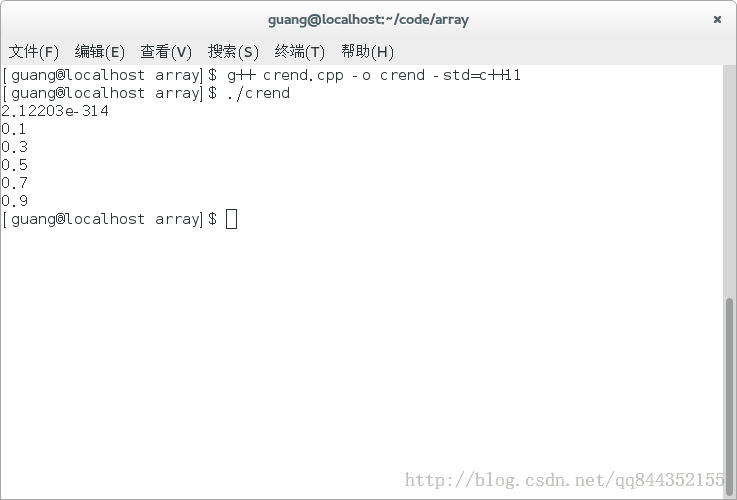 guang@localhost:~/code/array
文件(F) 编辑(E) 查看(V) 搜索(S) 终端(T) 帮助(H)
[guang@localhost array]$ g++ crend.cpp -o crend -std=c++11
[guang@localhost array]$ ./crend
2.12203e-314
0.1
0.3
0.5
0.7
0.9
[guang@localhost array]$
http://blog.csdn.net/qq844352155